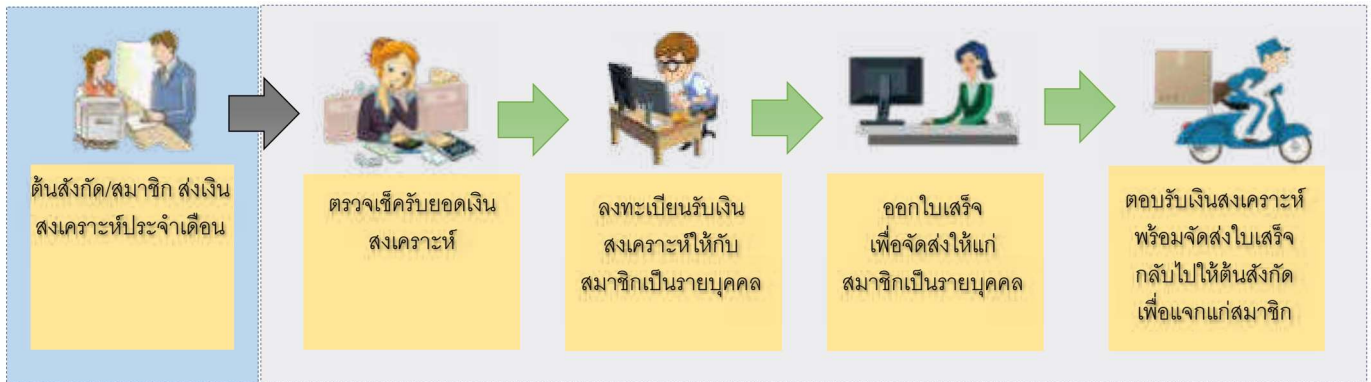 ต้นสังกัด/สมาชิก ส่งเงิน
สงเคราะห์ประจำเดือน
ตรวจเช็ครับยอดเงิน
สงเคราะห์
ลงทะเบียนรับเงิน
สงเคราะห์ให้กับ
สมาชิกเป็นรายบุคคล
ออกใบเสร็จ
เพื่อจัดส่งให้แก่
สมาชิกเป็นรายบุคคล
ตอบรับเงินสงเคราะห์
พร้อมจัดส่งใบเสร็จ
กลับไปให้ต้นสังกัด
เพื่อแจกแก่สมาชิก